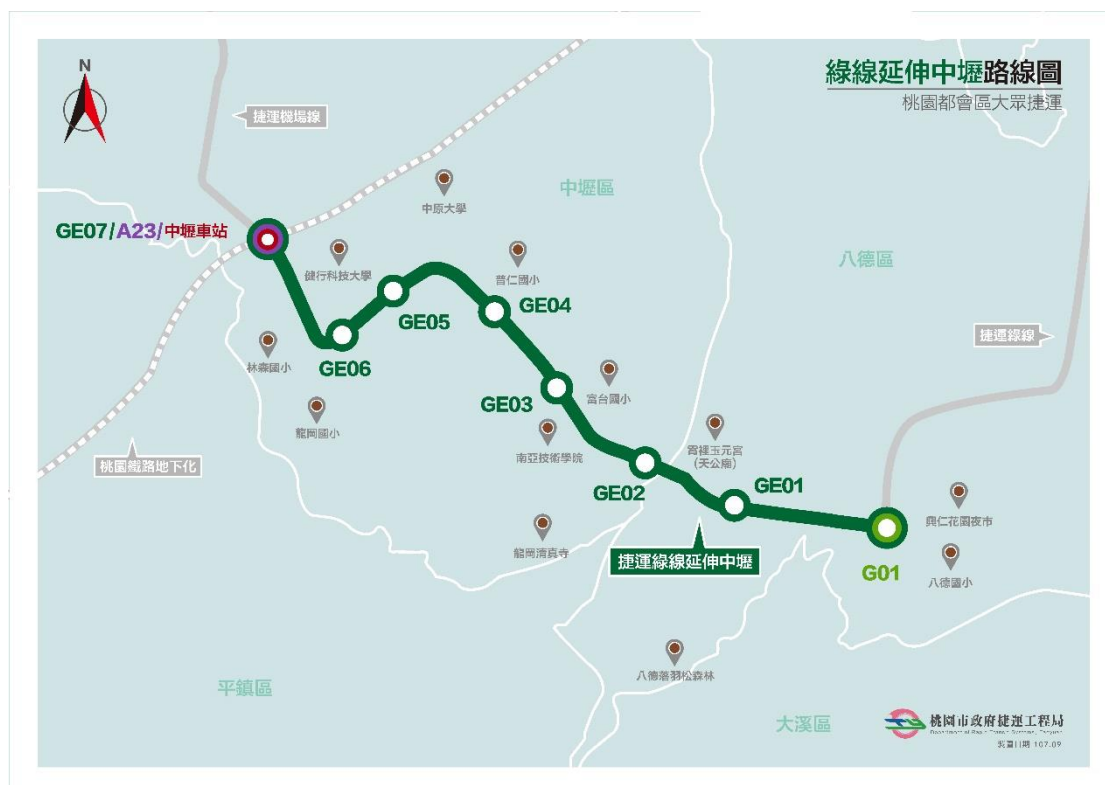 綠線延伸中壢路線圖
桃園都會區大眾捷運
N
捷運機場線
中原大學
中壢區
GE07/A23/中壢車站
健行科技大學
普仁國小
八德區
GE05
GE04
捷運綠線
林森國小
GE06
富台國小
GE03
龍岡國小
南亞技術學院
霄裡玉元宮
(天公廟)
桃園鐵路地下化
GE02
GE01
興仁花園夜市
龍岡清真寺
捷運綠線延伸中壢
G01
八德國小
八德落羽松森林
平鎮區
大溪區
桃園市政府捷運工程局
Department of Rapid Transit Systems, Taoyuan
製圖日期 107.09